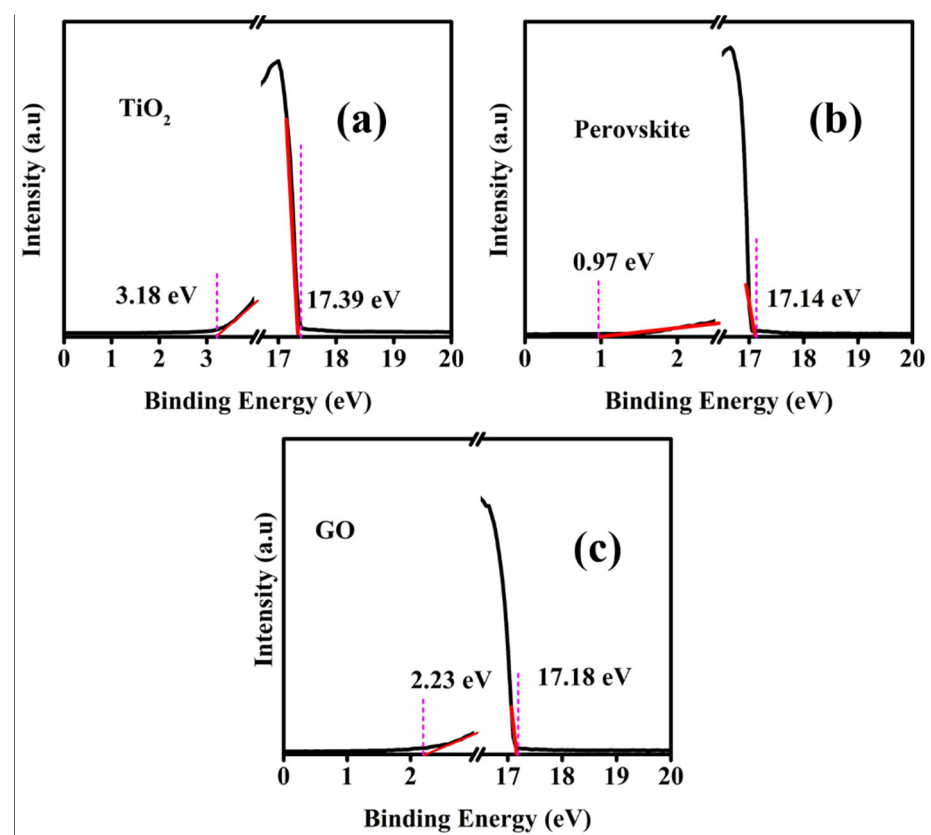 Intensity (a.u)
TiO₂
(a)
3.18 eV
17.39 eV
0 1 2 3 17 18 19 20
Binding Energy (eV)
Intensity (a.u)
Perovskite
(b)
0.97 eV
17.14 eV
0 1 2 17 18 19 20
Binding Energy (eV)
Intensity (a.u)
GO
(c)
2.23 eV
17.18 eV
0 1 2 17 18 19 20
Binding Energy (eV)